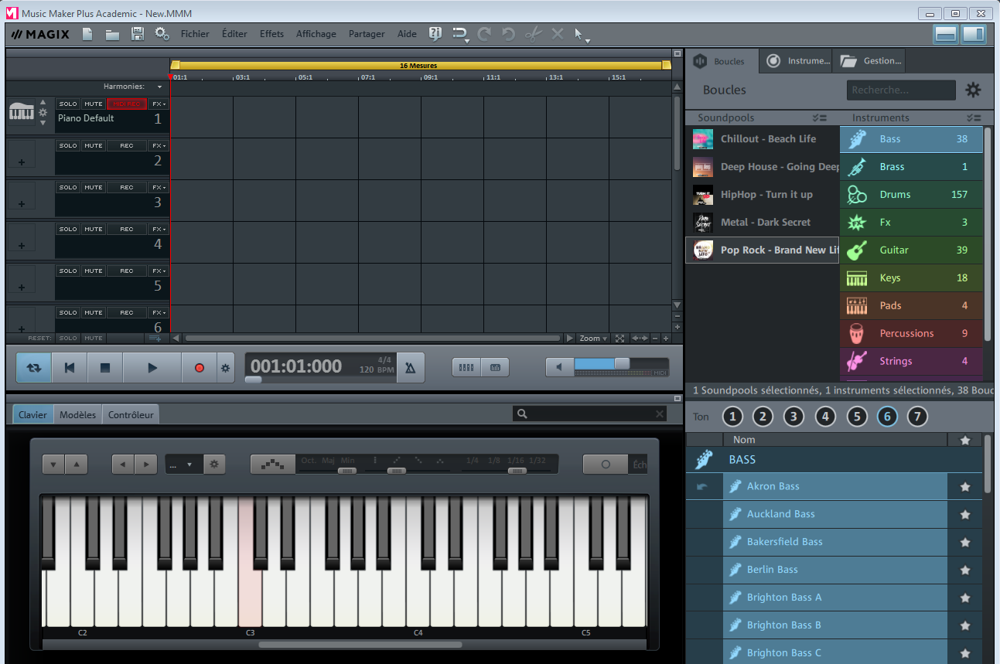 Music Maker Plus Academic - New.MMM
MAGIX Fichier Éditer Effets Affichage Partager Aide
16 Mesures
01:1 03:1 05:1 07:1 09:1 11:1 13:1 15:1
Harmonies:
SOLO MUTE MIDI REC FX
Piano Default 1
SOLO MUTE REC FX
2
SOLO MUTE REC FX
3
SOLO MUTE REC FX
4
SOLO MUTE REC FX
5
SOLO MUTE REC FX
6
RESET: SOLO MUTE
Zoom
001:01:000
4/4
120 BPM
MIDI
Clavier Modèles Contrôleur
...
Oct. Maj Min
1/4 1/8 1/16 1/32
Éch
C2 C3 C4 C5
Boucles Instrume... Gestion...
Boucles
Recherche...
Soundpools
Chillout - Beach Life
Deep House - Going Deep
HipHop - Turn it up
Metal - Dark Secret
Pop Rock - Brand New Lif
Instruments
Bass 38
Brass 1
Drums 157
Fx 3
Guitar 39
Keys 18
Pads 4
Percussions 9
Strings 4
1 Soundpools sélectionnés, 1 instruments sélectionnés, 38 Bouc
Ton 1 2 3 4 5 6 7
Nom
BASS
Akron Bass
Auckland Bass
Bakersfield Bass
Berlin Bass
Brighton Bass A
Brighton Bass B
Brighton Bass C